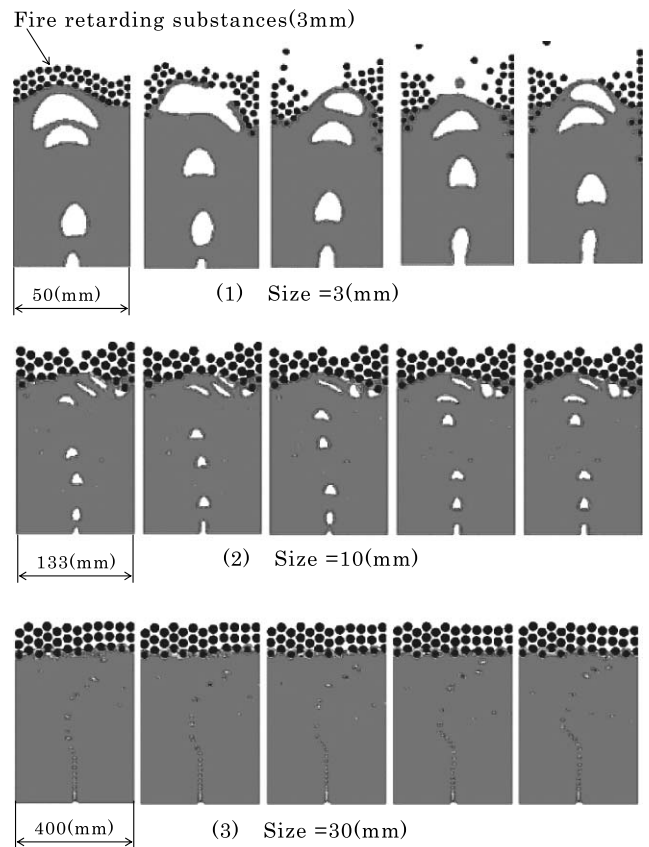 Fire retarding substances(3mm)
50(mm)
(1) Size =3(mm)
133(mm)
(2) Size =10(mm)
400(mm)
(3) Size =30(mm)